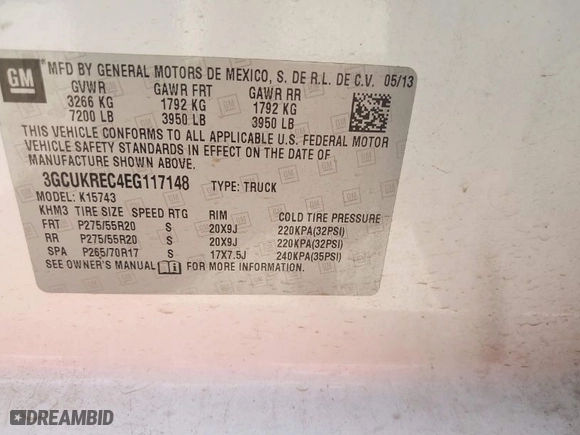 GM
MFD BY GENERAL MOTORS DE MEXICO, S. DE R.L. DE C.V. 05/13
GVWR GAWR FRT GAWR RR
3266 KG 1792 KG 1792 KG
7200 LB 3950 LB 3950 LB
THIS VEHICLE CONFORMS TO ALL APPLICABLE U.S. FEDERAL MOTOR
VEHICLE SAFETY STANDARDS IN EFFECT ON THE DATE OF
MANUFACTURE SHOWN ABOVE.
3GCUKREC4EG117148 TYPE: TRUCK
MODEL: K15743
KHM3 TIRE SIZE SPEED RTG RIM COLD TIRE PRESSURE
FRT P275/55R20 S 20X9J 220KPA(32PSI)
RR P275/55R20 S 20X9J 220KPA(32PSI)
SPA P265/70R17 S 17X7.5J 240KPA(35PSI)
SEE OWNER'S MANUAL FOR MORE INFORMATION.
DREAMBID